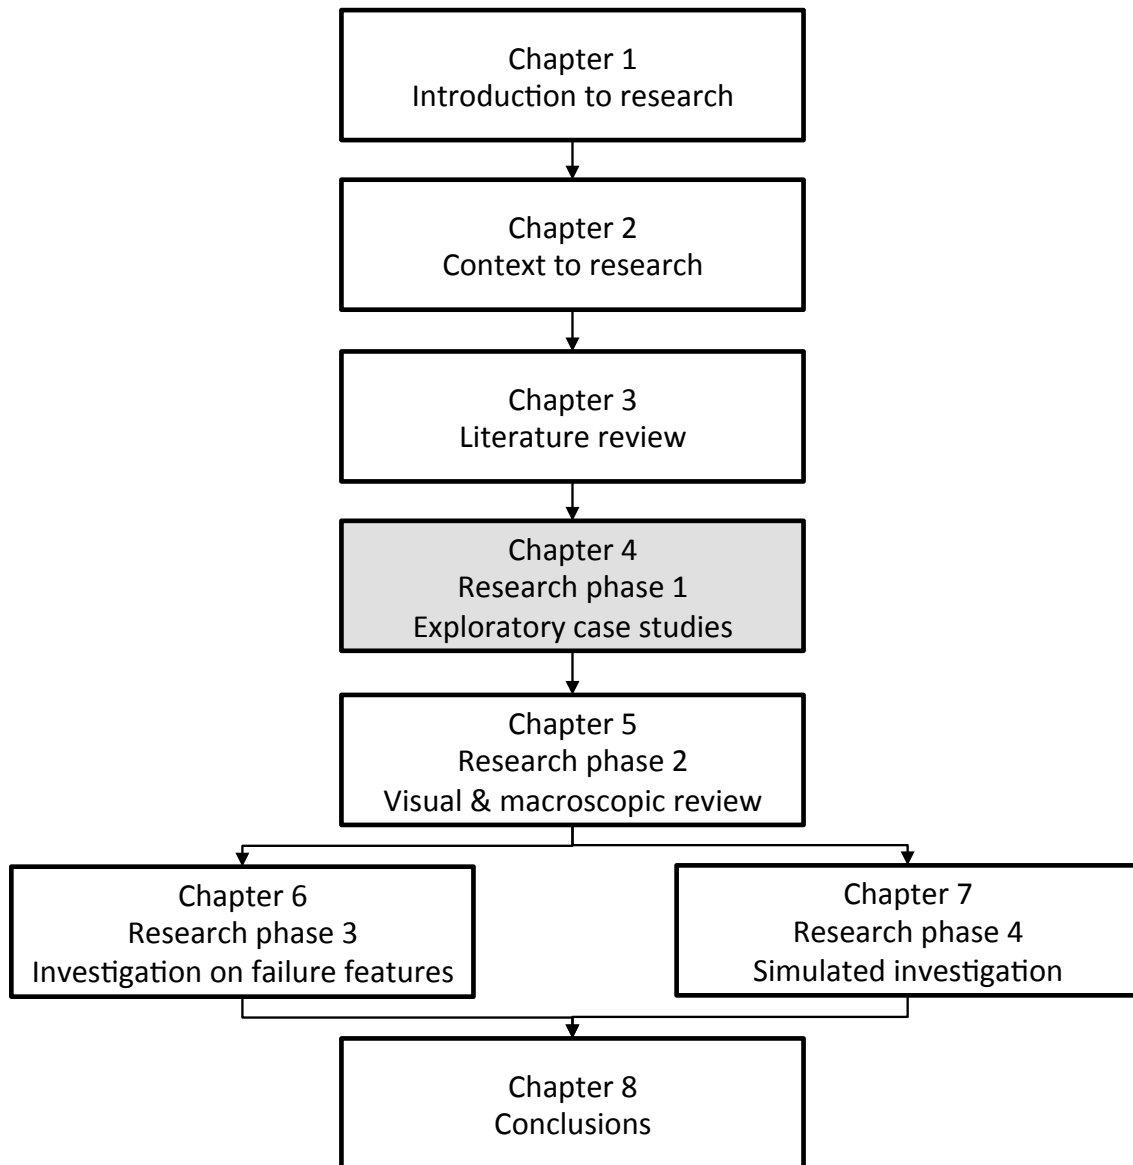 Chapter 1
Introduction to research
Chapter 2
Context to research
Chapter 3
Literature review
Chapter 4
Research phase 1
Exploratory case studies
Chapter 5
Research phase 2
Visual & macroscopic review
Chapter 6
Research phase 3
Investigation on failure features
Chapter 7
Research phase 4
Simulated investigation
Chapter 8
Conclusions